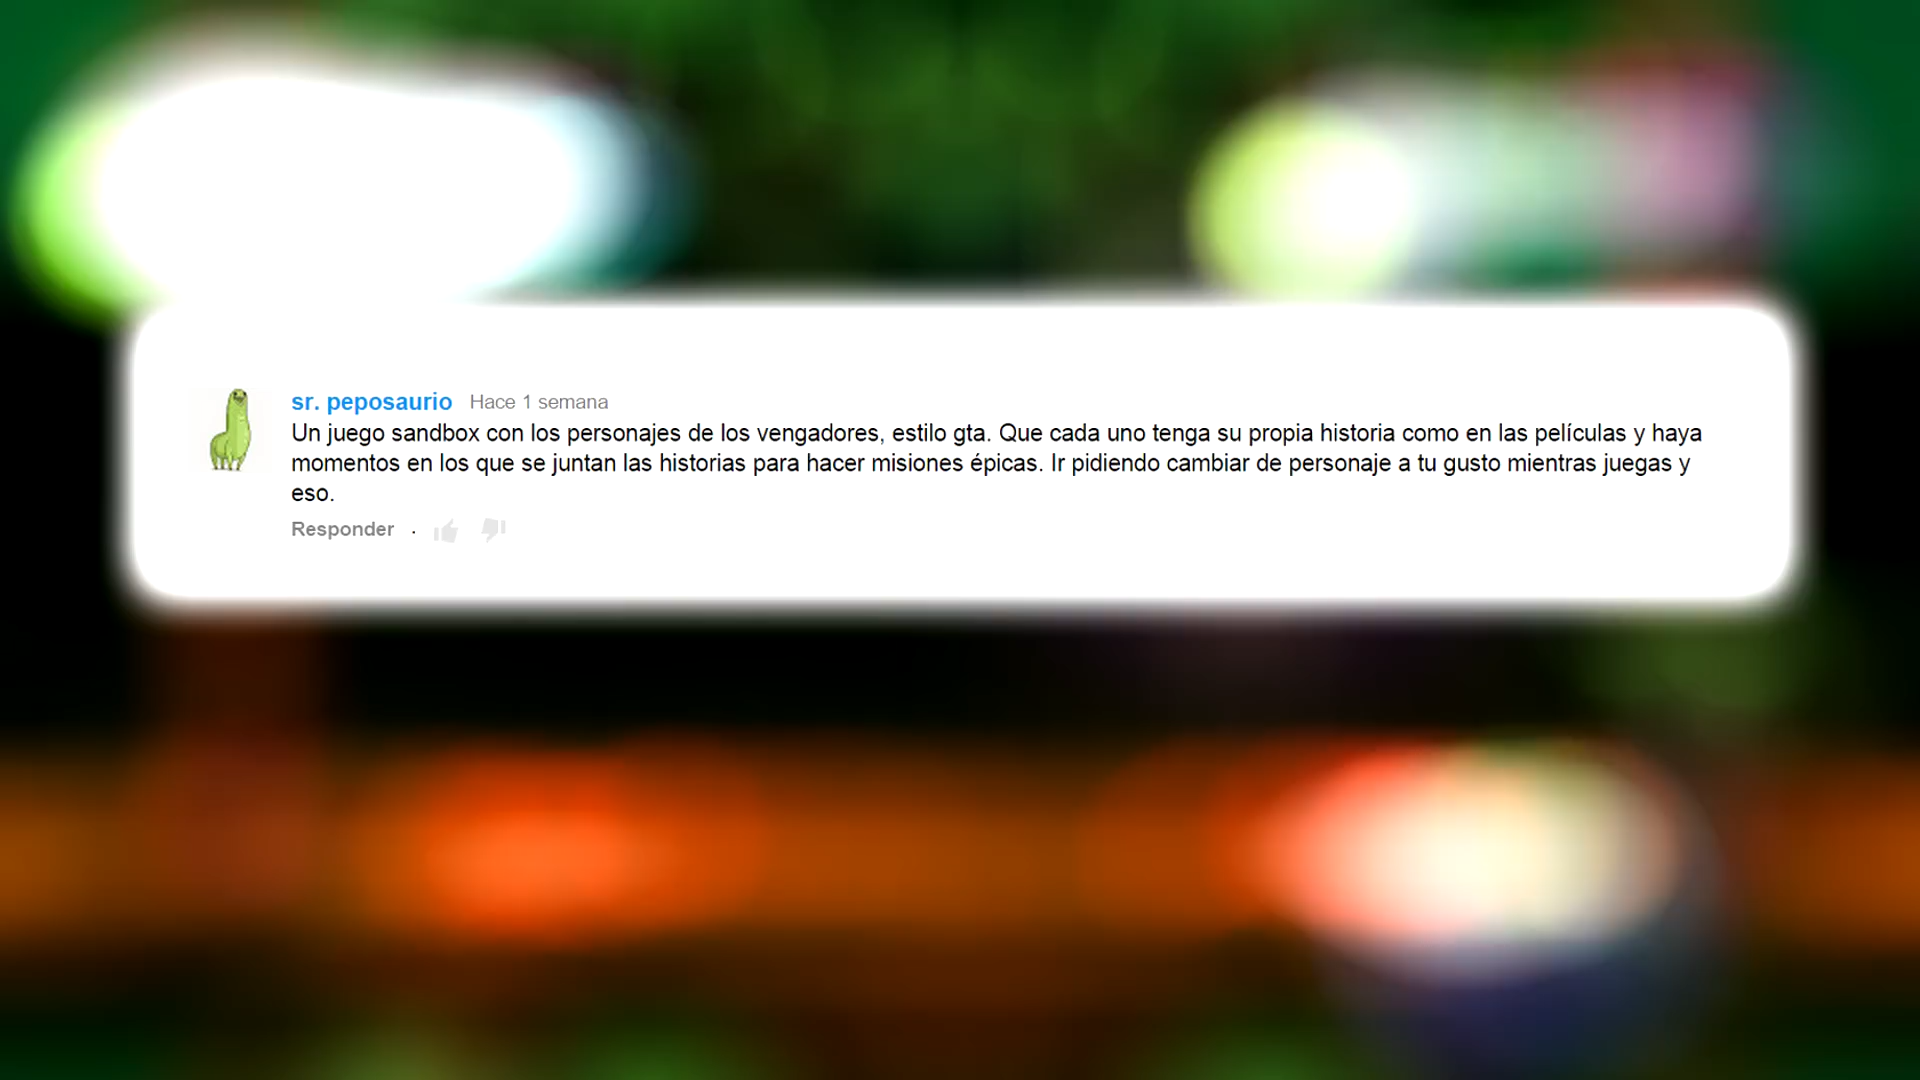 sr. peposaurio Hace 1 semana
Un juego sandbox con los personajes de los vengadores, estilo gta. Que cada uno tenga su propia historia como en las películas y haya
momentos en los que se juntan las historias para hacer misiones épicas. Ir pidiendo cambiar de personaje a tu gusto mientras juegas y
eso.
Responder ·